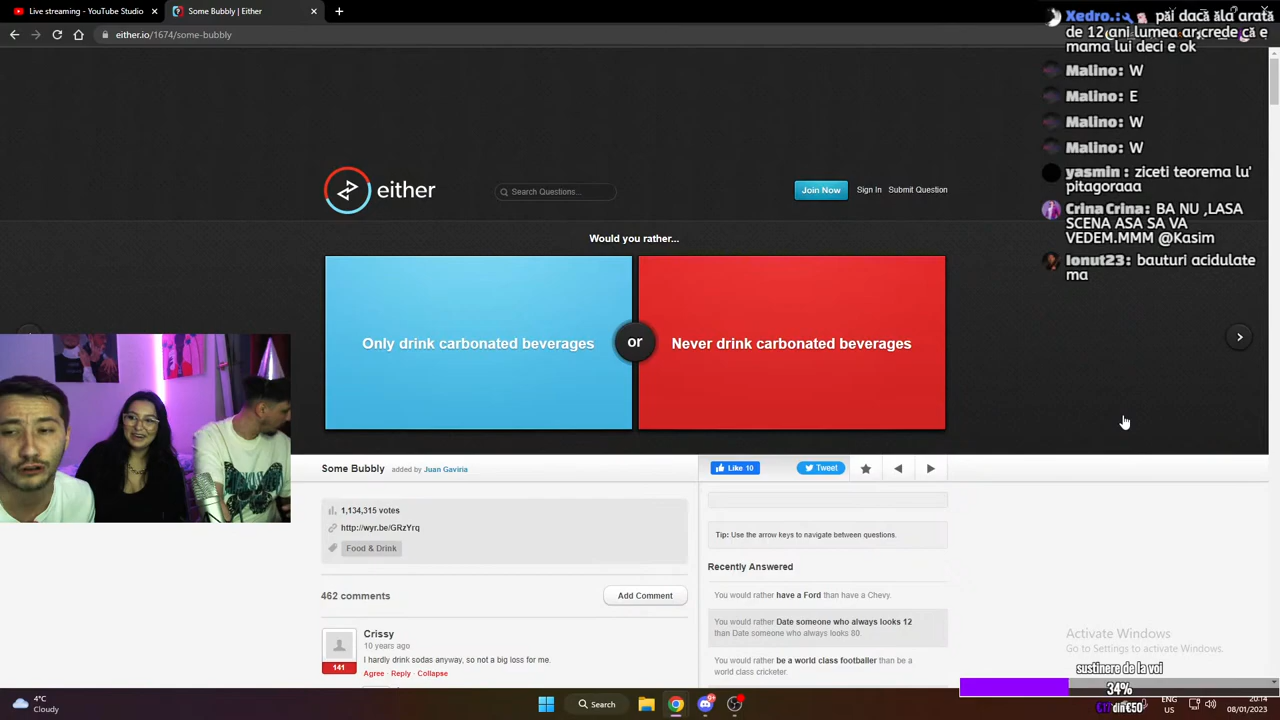 Live streaming - YouTube Studio
Some Bubbly | Either
either.io/1674/some-bubbly
Xedro.: păi dacă ăla arată
de 12 ani lumea ar crede că e
mama lui deci e ok
Malino: W
Malino: E
Malino: W
Malino: W
yasmin : ziceti teorema lu'
pitagoraaa
Crina Crina: BA NU ,LASA
SCENA ASA SA VA
VEDEM.MMM @Kasim
Ionut23: bauturi acidulate
ma
either
Search Questions...
Join Now
Sign In
Submit Question
Would you rather...
Only drink carbonated beverages
or
Never drink carbonated beverages
Some Bubbly added by Juan Gaviria
Like 10
Tweet
1,134,315 votes
http://wyr.be/GRzYrq
Food & Drink
Tip: Use the arrow keys to navigate between questions.
Recently Answered
You would rather have a Ford than have a Chevy.
You would rather Date someone who always looks 12
than Date someone who always looks 80.
You would rather be a world class footballer than be a
world class cricketer.
462 comments
Add Comment
Crissy
10 years ago
I hardly drink sodas anyway, so not a big loss for me.
141
Agree · Reply · Collapse
Activate Windows
Go to Settings to activate Windows.
sustinere de la voi
34%
din €50
4°C
Cloudy
Search
ENG
US
20:14
08/01/2023